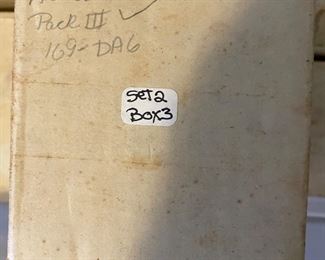 Pack III ✓
169-DA6
Set 2
Box 3